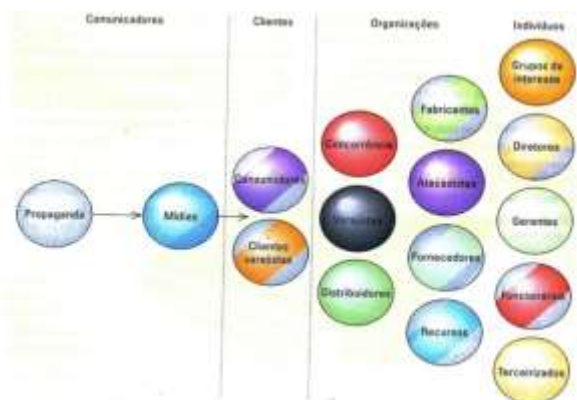 Comunicadores
Clientes
Organizações
Indivíduos
Propaganda
Mídias
Consumidores
Clientes
varejistas
Concorrência
Varejistas
Distribuidores
Fabricantes
Atacadistas
Fornecedores
Recursos
Grupos de
interesse
Diretores
Gerentes
Funcionários
Terceirizados